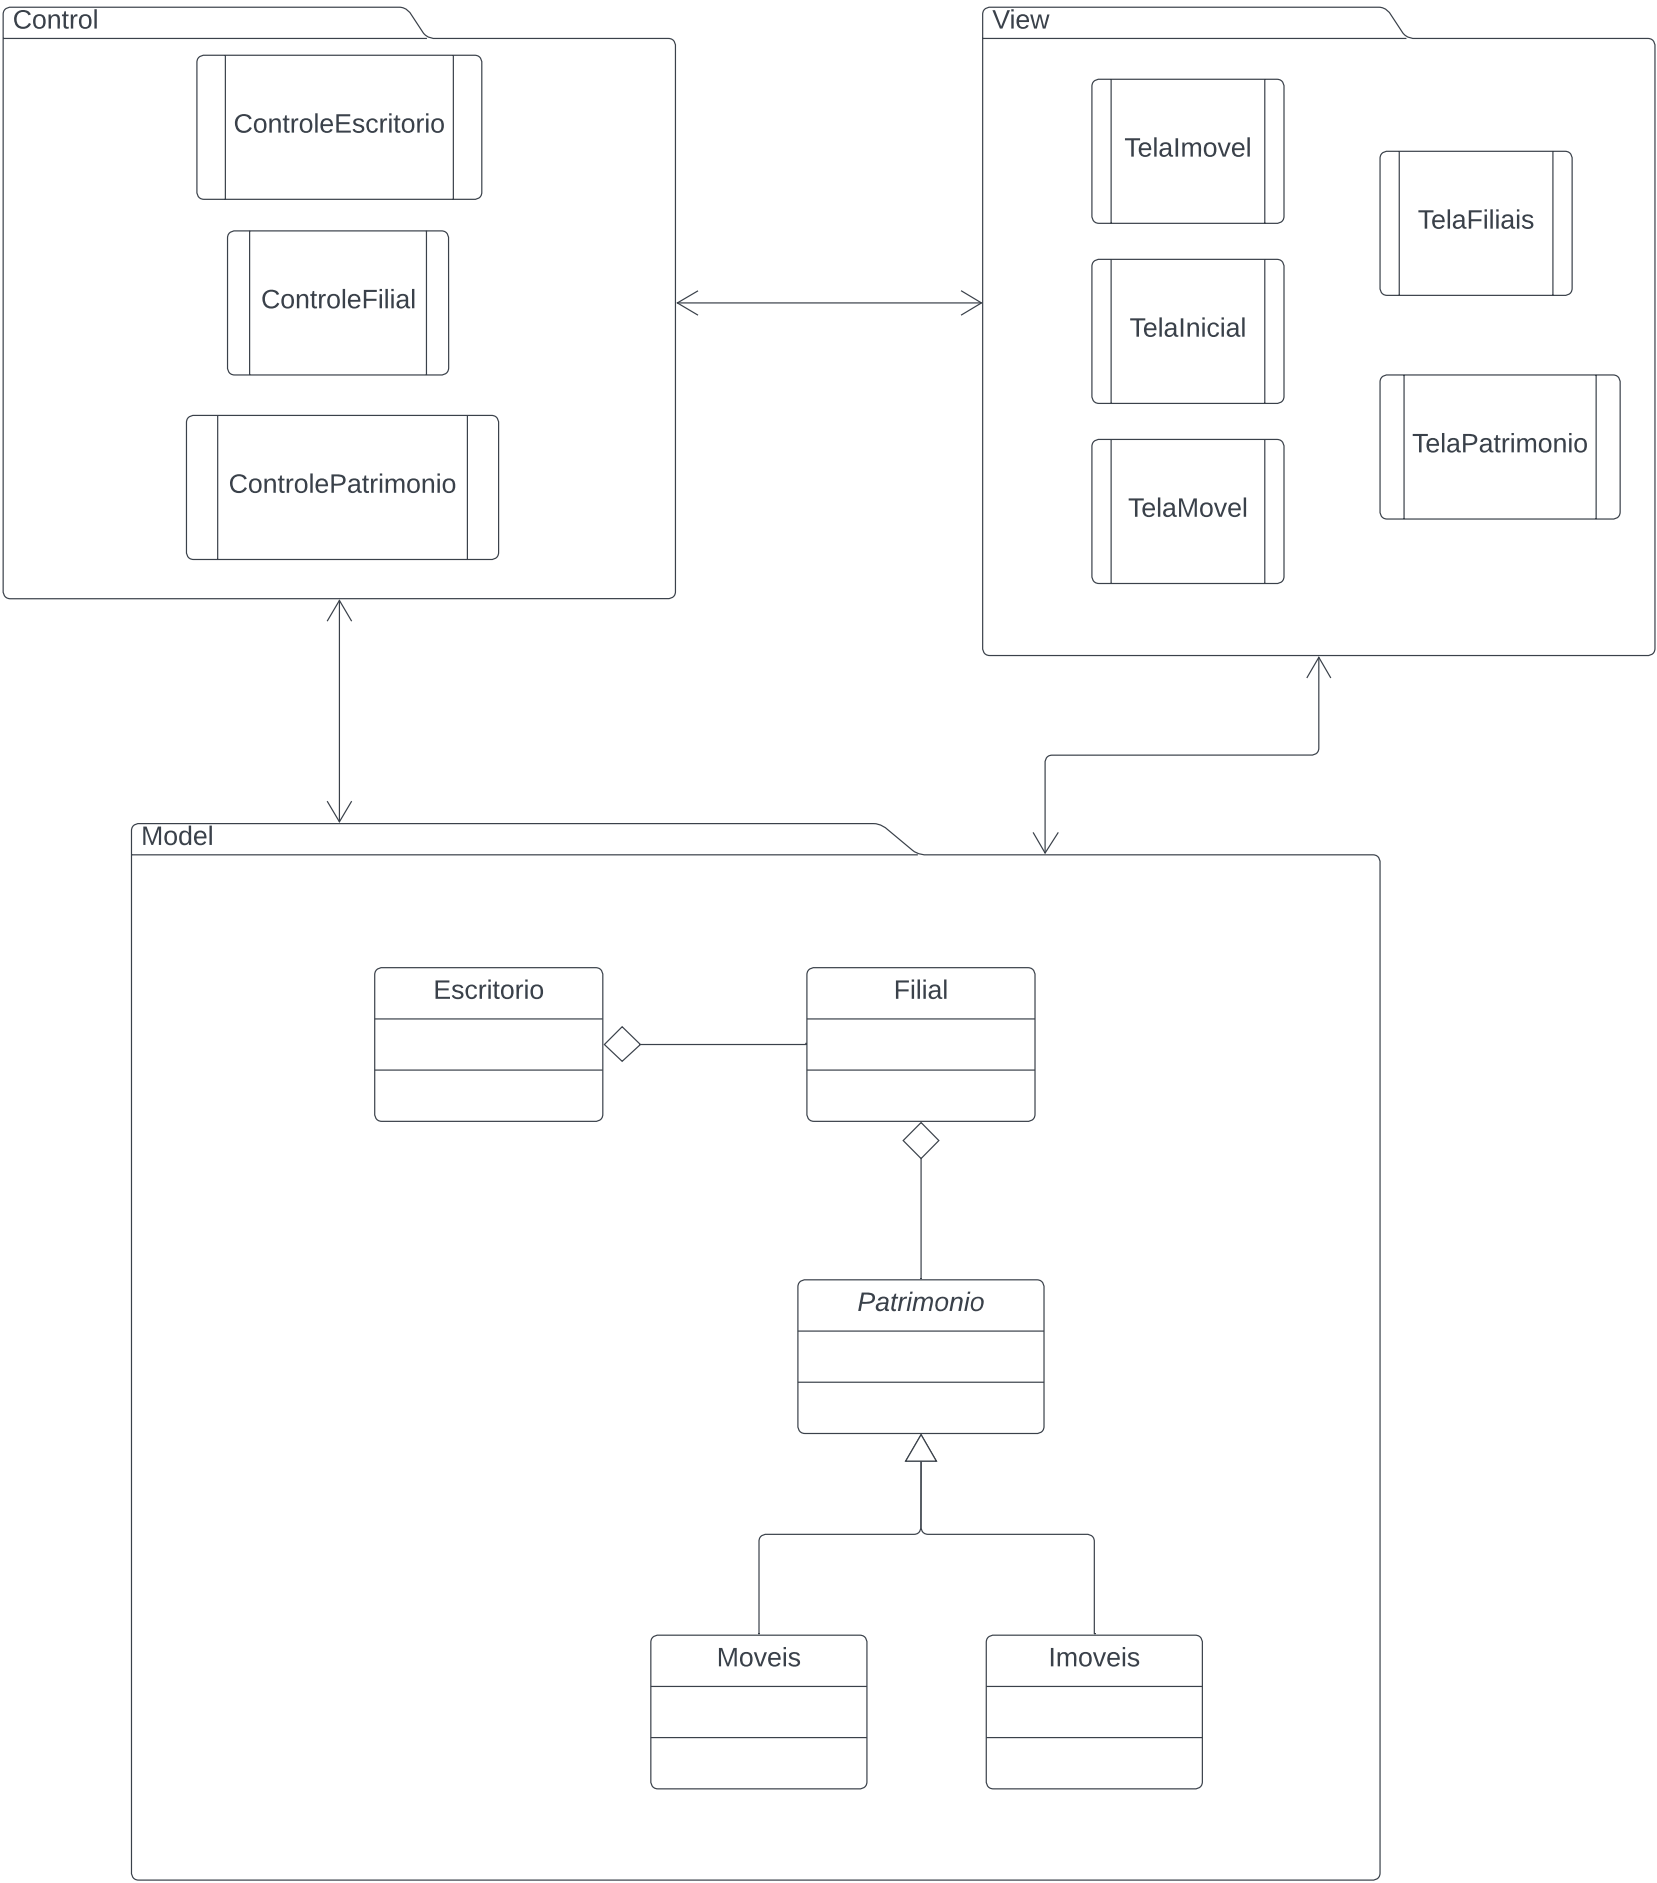 Control
ControleEscritorio
ControleFilial
ControlePatrimonio
View
TelaImovel
TelaFiliais
TelaInicial
TelaPatrimonio
TelaMovel
Model
Escritorio
Filial
Patrimonio
Moveis
Imoveis